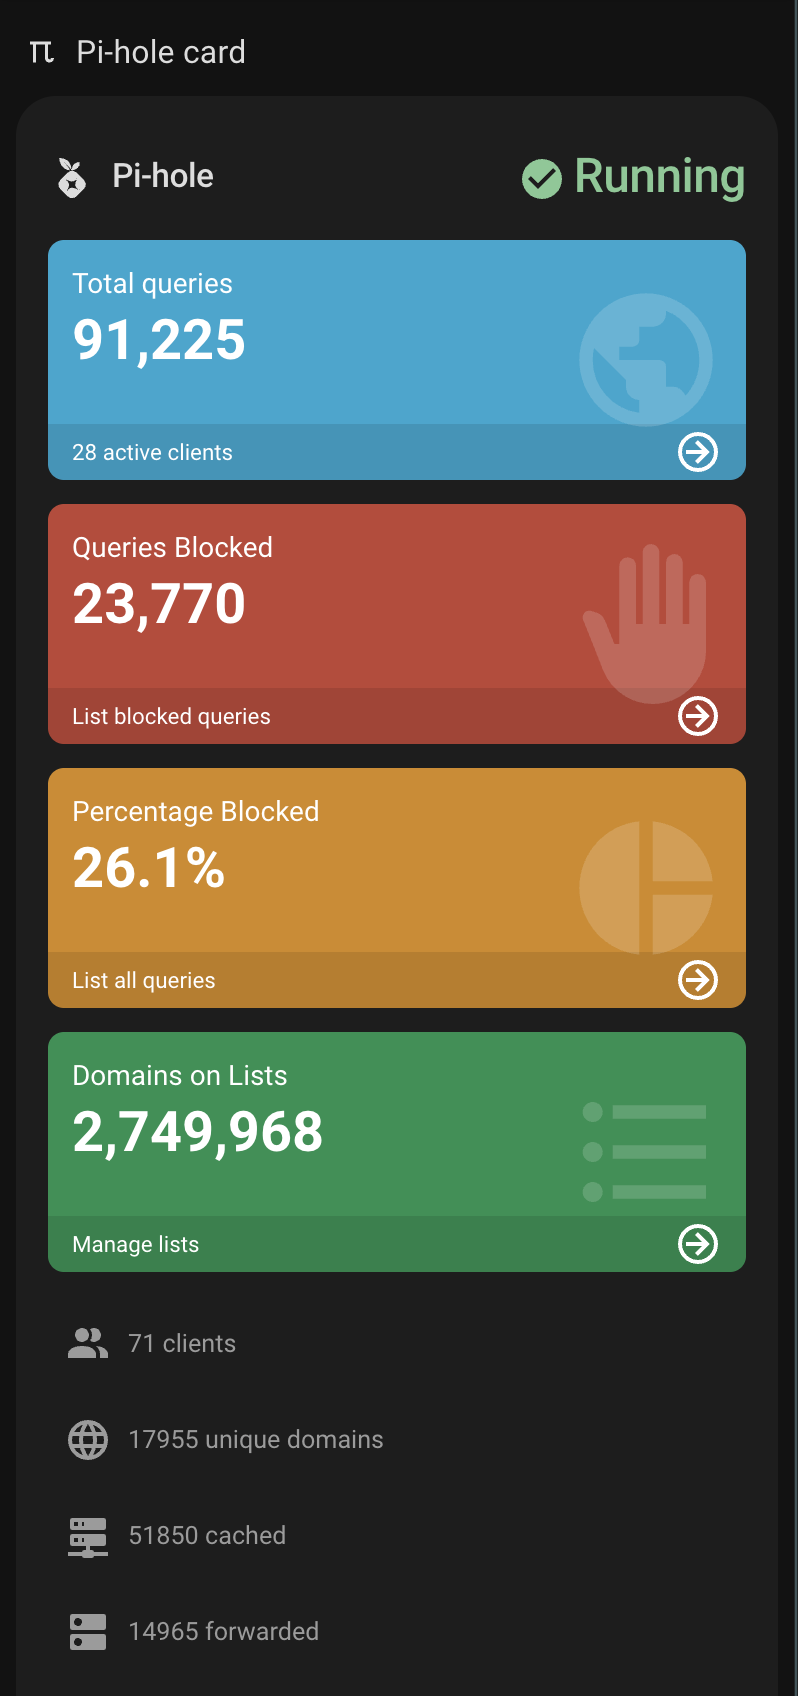 π Pi-hole card
Pi-hole
Running
Total queries
91,225
28 active clients
Queries Blocked
23,770
List blocked queries
Percentage Blocked
26.1%
List all queries
Domains on Lists
2,749,968
Manage lists
71 clients
17955 unique domains
51850 cached
14965 forwarded